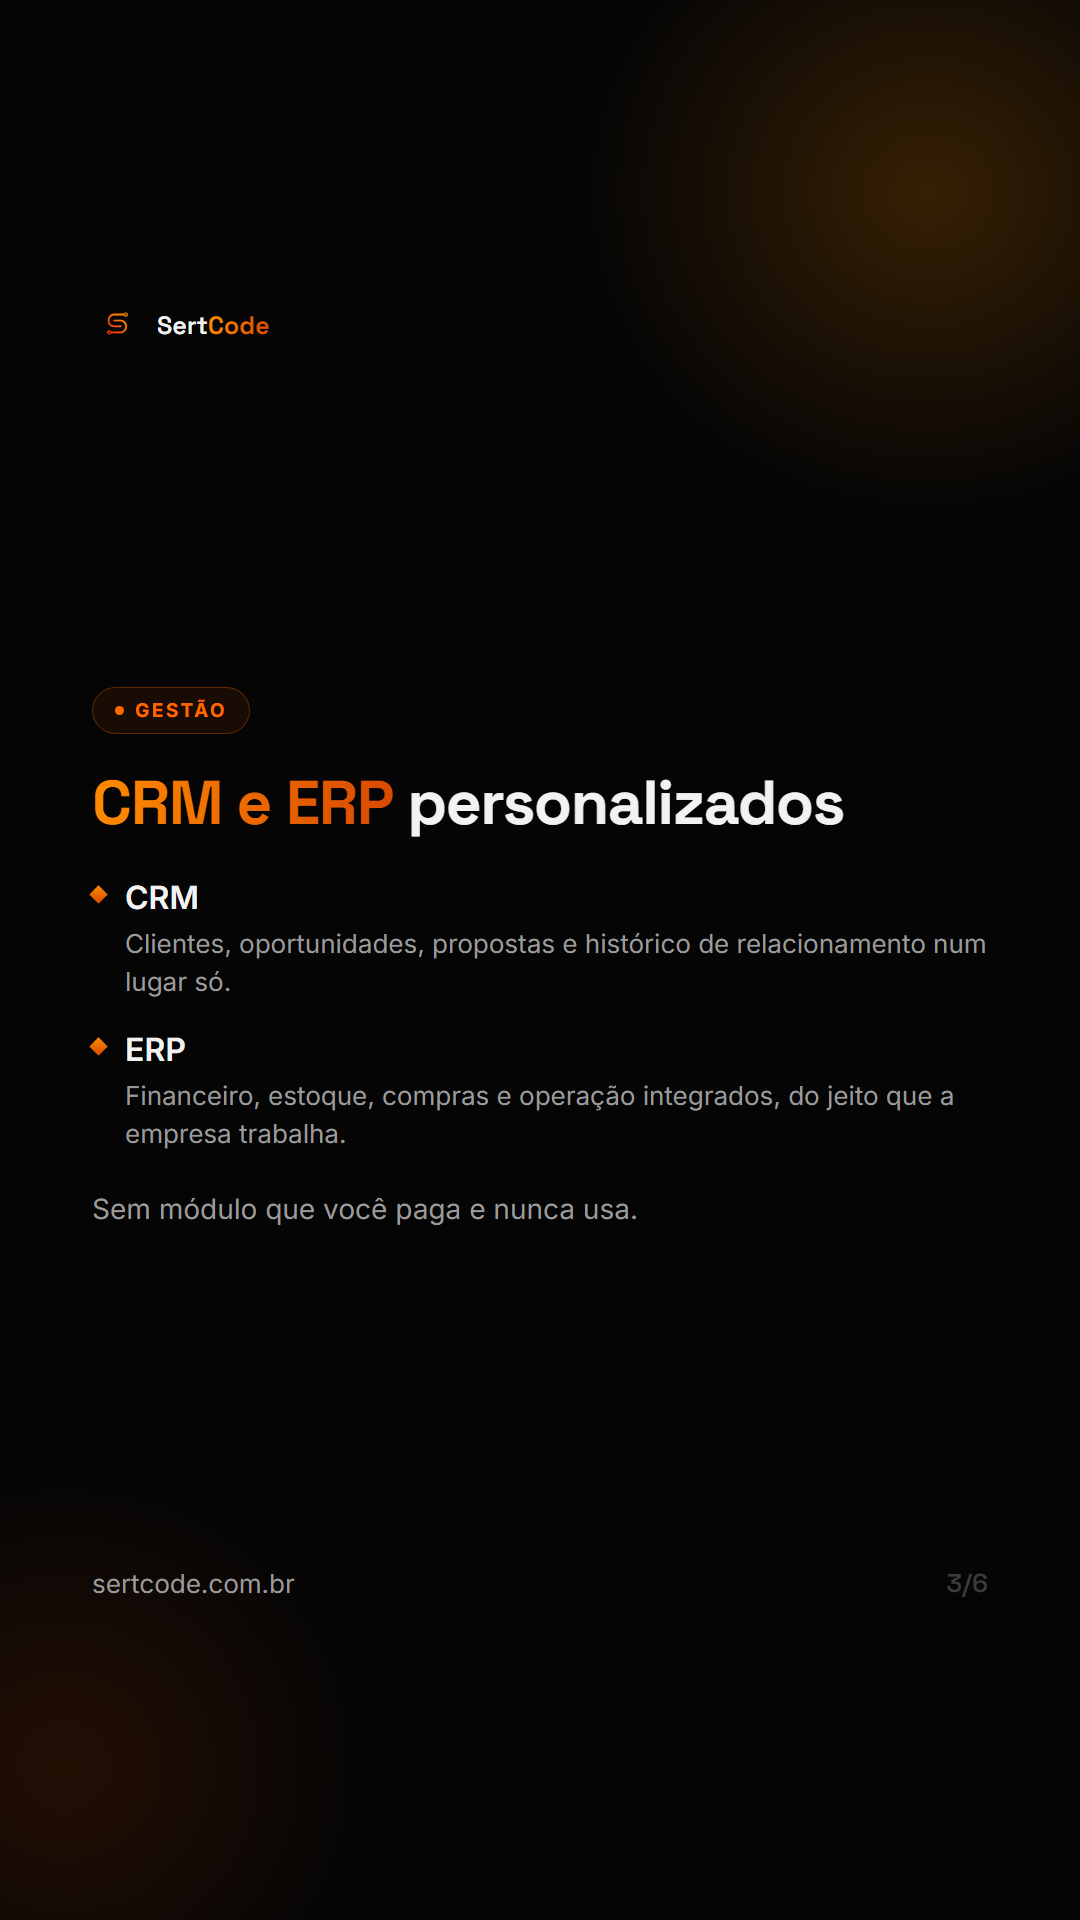 SertCode
GESTÃO
CRM e ERP personalizados
CRM
Clientes, oportunidades, propostas e histórico de relacionamento num
lugar só.
ERP
Financeiro, estoque, compras e operação integrados, do jeito que a
empresa trabalha.
Sem módulo que você paga e nunca usa.
sertcode.com.br
3/6